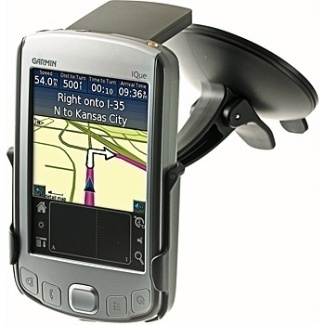 GARMIN iQue
Speed Dist to Turn Time to Turn Arrival Time
54.0 500 00:10 09:36
Right onto I-35
N to Kansas City